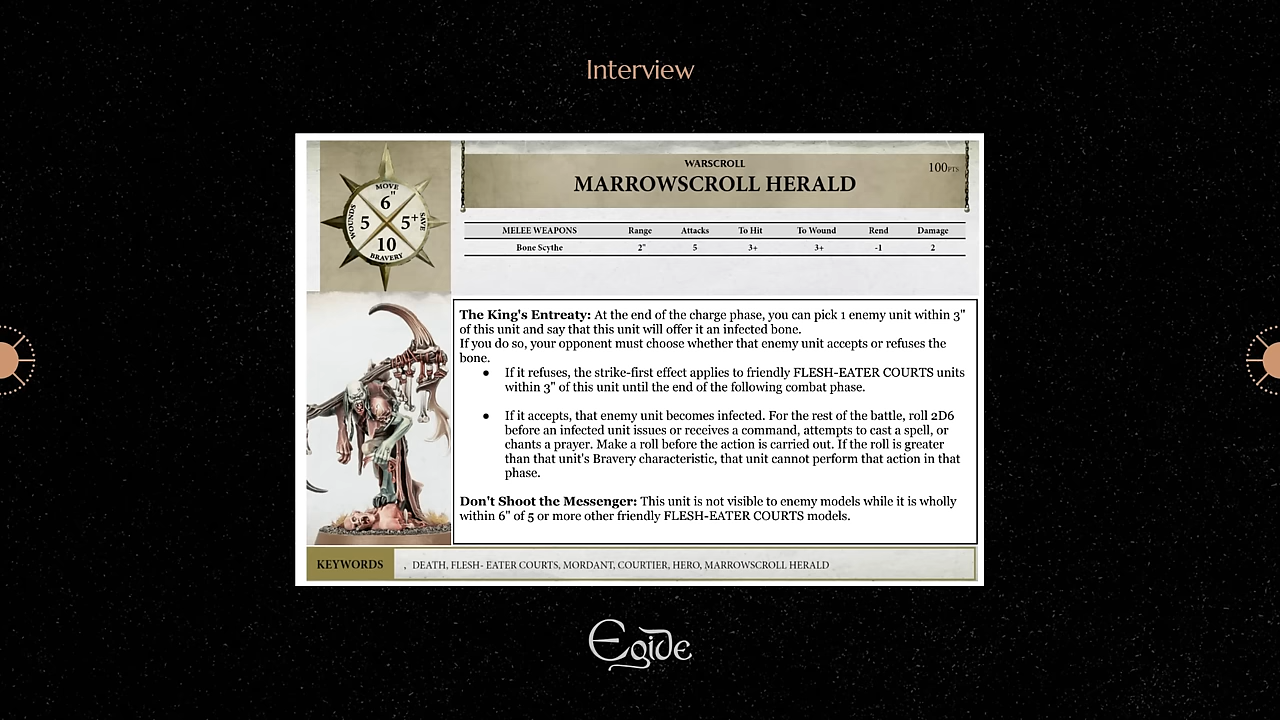 Interview
WARSCROLL
MARROWSCROLL HERALD
100PTS
MOVE
6"
WOUNDS
5
5+
SAVE
10
BRAVERY
MELEE WEAPONS Range Attacks To Hit To Wound Rend Damage
Bone Scythe 2" 5 3+ 3+ -1 2
The King's Entreaty: At the end of the charge phase, you can pick 1 enemy unit within 3"
of this unit and say that this unit will offer it an infected bone.
If you do so, your opponent must choose whether that enemy unit accepts or refuses the
bone.
● If it refuses, the strike-first effect applies to friendly FLESH-EATER COURTS units
within 3" of this unit until the end of the following combat phase.
● If it accepts, that enemy unit becomes infected. For the rest of the battle, roll 2D6
before an infected unit issues or receives a command, attempts to cast a spell, or
chants a prayer. Make a roll before the action is carried out. If the roll is greater
than that unit's Bravery characteristic, that unit cannot perform that action in that
phase.
Don't Shoot the Messenger: This unit is not visible to enemy models while it is wholly
within 6" of 5 or more other friendly FLESH-EATER COURTS models.
KEYWORDS , DEATH, FLESH- EATER COURTS, MORDANT, COURTIER, HERO, MARROWSCROLL HERALD
Egide